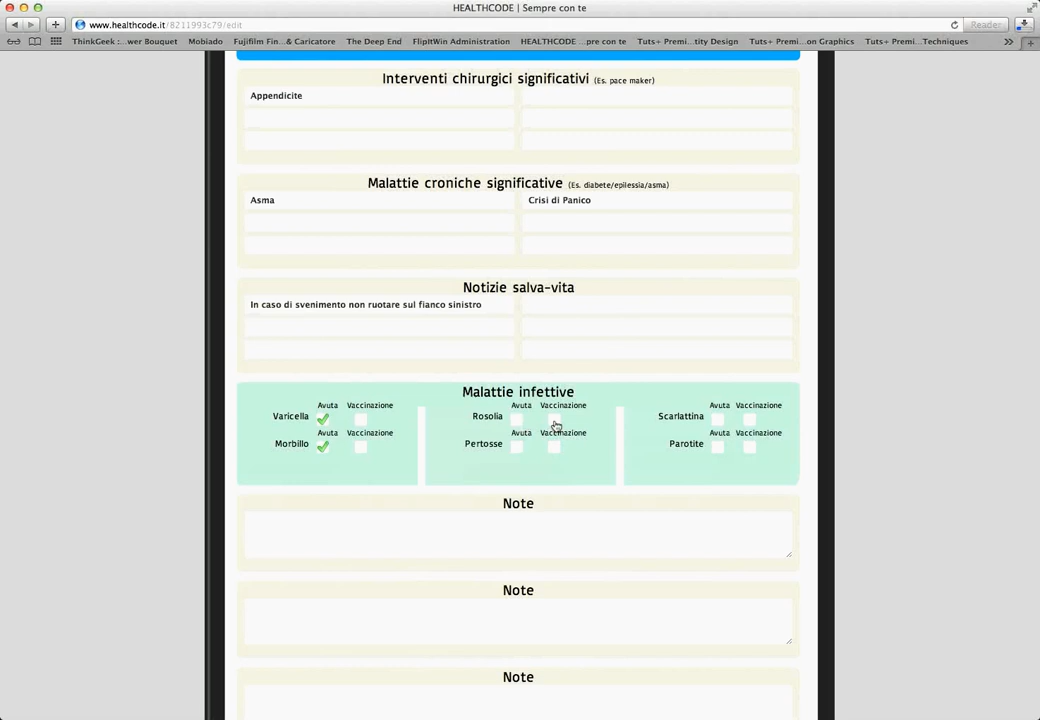 HEALTHCODE | Sempre con te
www.healthcode.it/8211993c79/edit
Reader
ThinkGeek :...wer Bouquet Mobiado Fujifilm Fin...& Caricatore The Deep End FlipItWin Administration HEALTHCODE ...pre con te Tuts+ Premi...tity Design Tuts+ Premi...on Graphics Tuts+ Premi...Techniques
Interventi chirurgici significativi (Es. pace maker)
Appendicite
Malattie croniche significative (Es. diabete/epilessia/asma)
Asma Crisi di Panico
Notizie salva-vita
In caso di svenimento non ruotare sul fianco sinistro
Malattie infettive
Avuta Vaccinazione Avuta Vaccinazione Avuta Vaccinazione
Varicella Rosolia Scarlattina
Avuta Vaccinazione Avuta Vaccinazione Avuta Vaccinazione
Morbillo Pertosse Parotite
Note
Note
Note